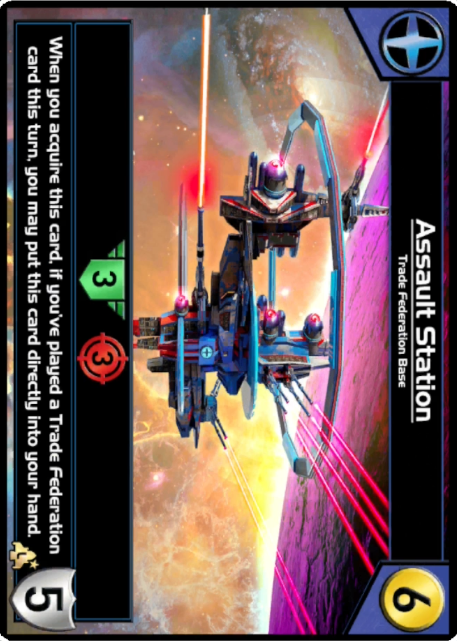 Assault Station
Trade Federation Base
6
3
3
When you acquire this card, if you've played a Trade Federation
card this turn, you may put this card directly into your hand.
5